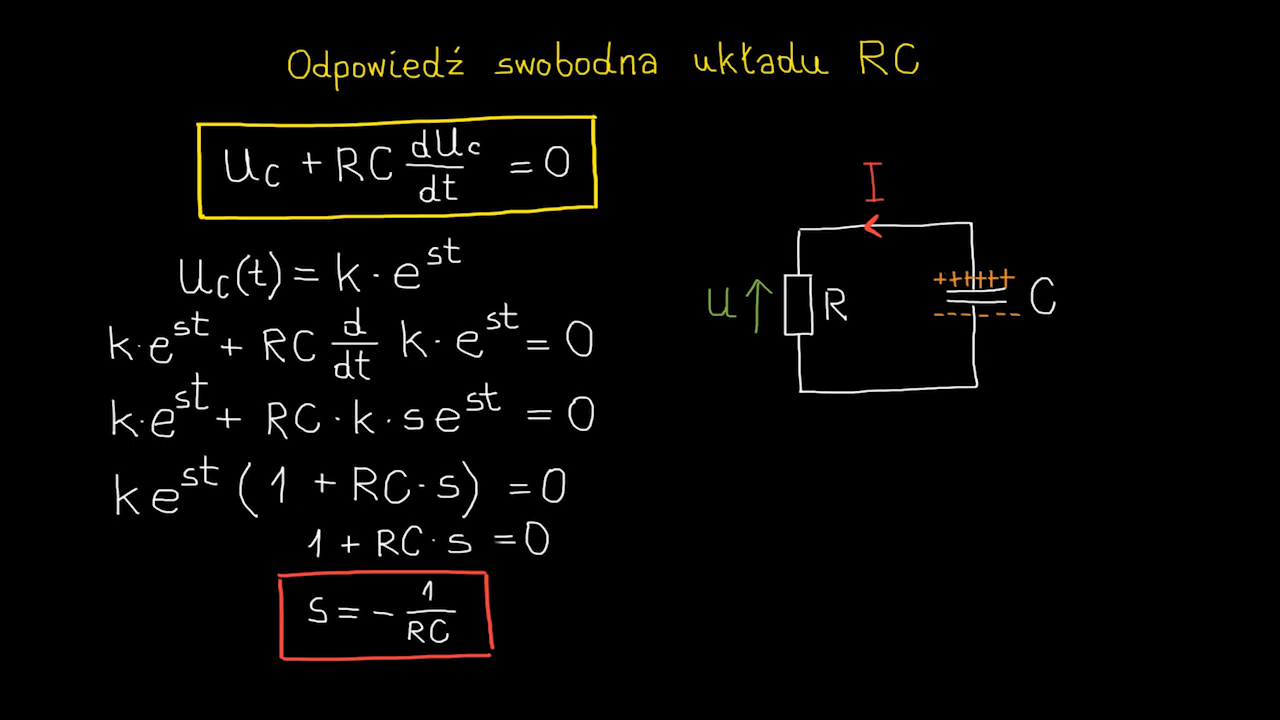 Odpowiedź swobodna układu RC
Uc + RC dUc/dt = 0
Uc(t) = k · e^st
k·e^st + RC d/dt k · e^st = 0
k·e^st + RC · k · s e^st = 0
k e^st (1 + RC · s) = 0
1 + RC · s = 0
s = - 1/RC
I
U
R
++++++
C
------